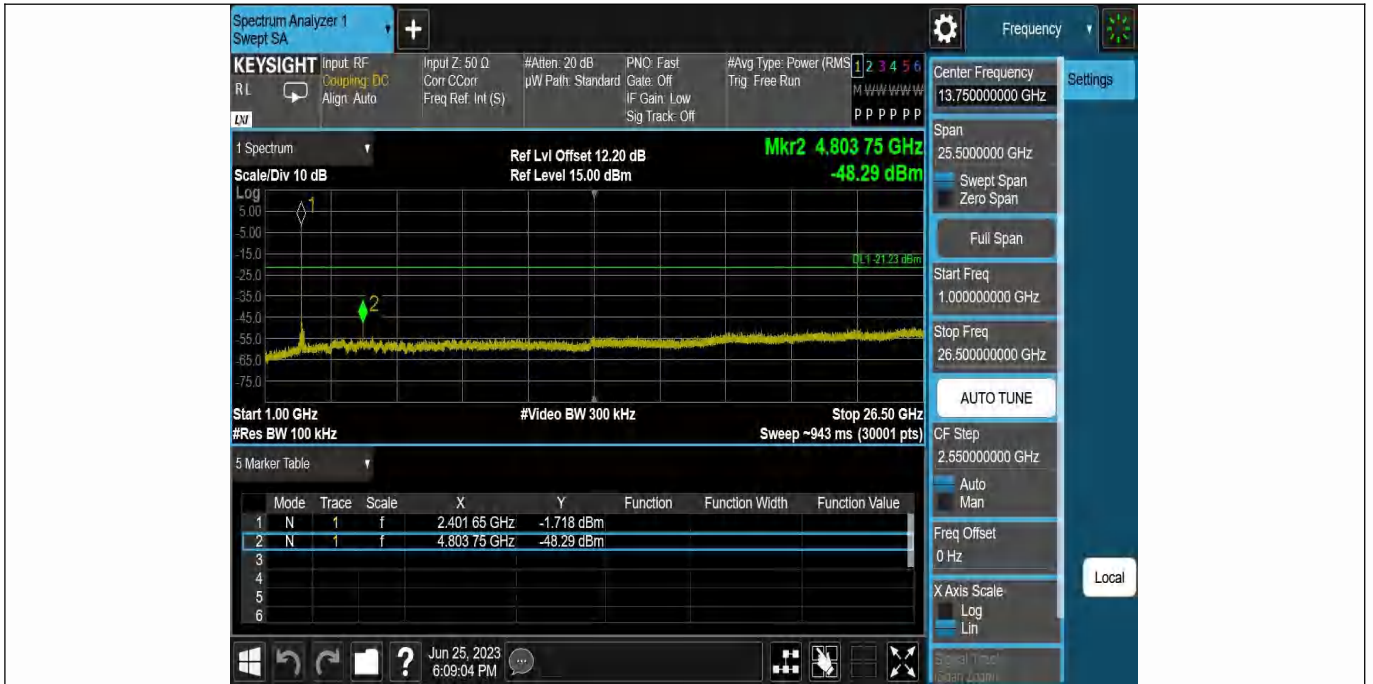 Spectrum Analyzer 1
Swept SA
+
Frequency
KEYSIGHT
RL
LXI
Input: RF
Coupling: DC
Align: Auto
Input Z: 50 Ω
Corr CCorr
Freq Ref: Int (S)
#Atten: 20 dB
µW Path: Standard
PNO: Fast
Gate: Off
IF Gain: Low
Sig Track: Off
#Avg Type: Power (RMS
Trig: Free Run
1 2 3 4 5 6
M W W W W W
P P P P P P
1 Spectrum
Scale/Div 10 dB
Ref Lvl Offset 12.20 dB
Ref Level 15.00 dBm
Mkr2 4.803 75 GHz
-48.29 dBm
Log
5.00
-5.00
-15.0
-25.0
-35.0
-45.0
-55.0
-65.0
-75.0
1
2
DL1 -21.23 dBm
Start 1.00 GHz
#Res BW 100 kHz
#Video BW 300 kHz
Stop 26.50 GHz
Sweep ~943 ms (30001 pts)
5 Marker Table
Mode Trace Scale X Y Function Function Width Function Value
1 N 1 f 2.401 65 GHz -1.718 dBm
2 N 1 f 4.803 75 GHz -48.29 dBm
3
4
5
6
Center Frequency
13.750000000 GHz
Settings
Span
25.5000000 GHz
Swept Span
Zero Span
Full Span
Start Freq
1.000000000 GHz
Stop Freq
26.500000000 GHz
AUTO TUNE
CF Step
2.550000000 GHz
Auto
Man
Freq Offset
0 Hz
X Axis Scale
Log
Lin
Signal Track
(Span Zoom)
Local
?
Jun 25, 2023
6:09:04 PM